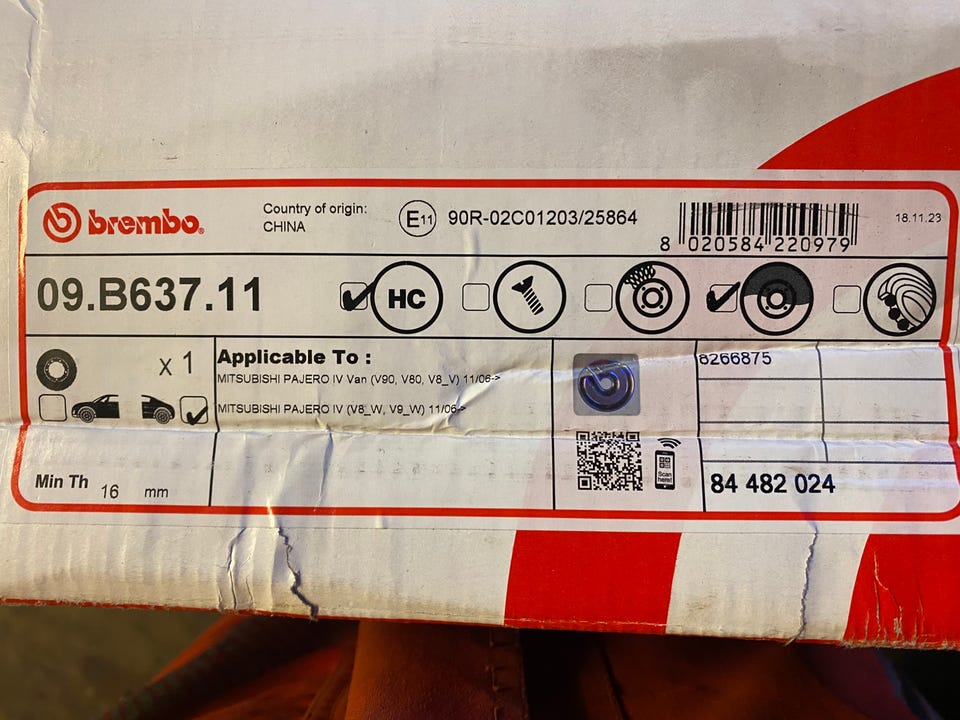 brembo®
Country of origin:
CHINA
E11 90R-02C01203/25864
8 020584 220979
18.11.23
09.B637.11
HC
x 1
Applicable To :
MITSUBISHI PAJERO IV Van (V90, V80, V8_V) 11/06->
MITSUBISHI PAJERO IV (V8_W, V9_W) 11/06->
Min Th 16 mm
Scan
here!
8266875
84 482 024